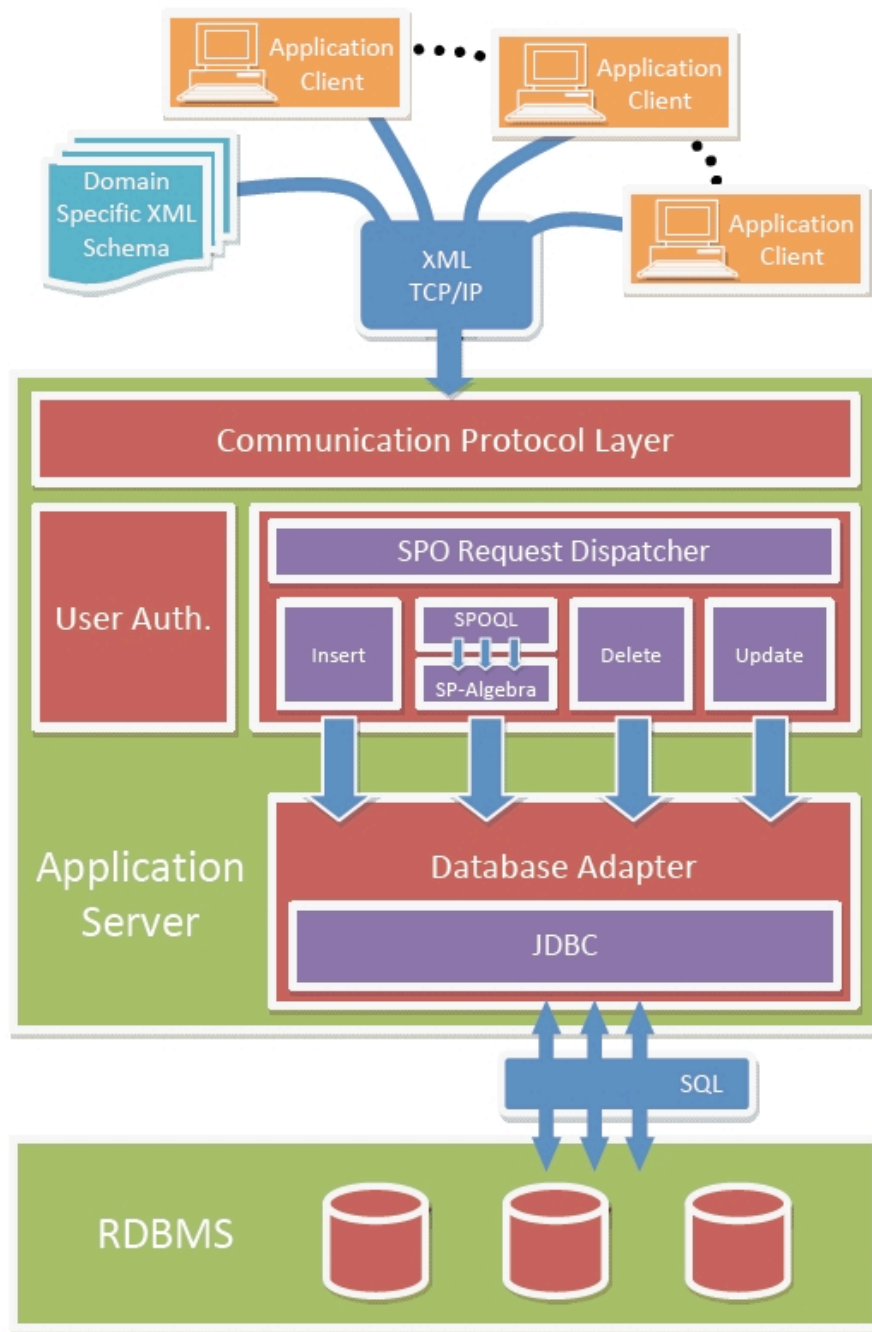 Application
Client
Application
Client
Domain
Specific XML
Schema
Application
Client
XML
TCP/IP
Communication Protocol Layer
User Auth.
SPO Request Dispatcher
Insert
SPOQL
SP-Algebra
Delete
Update
Application
Server
Database Adapter
JDBC
SQL
RDBMS